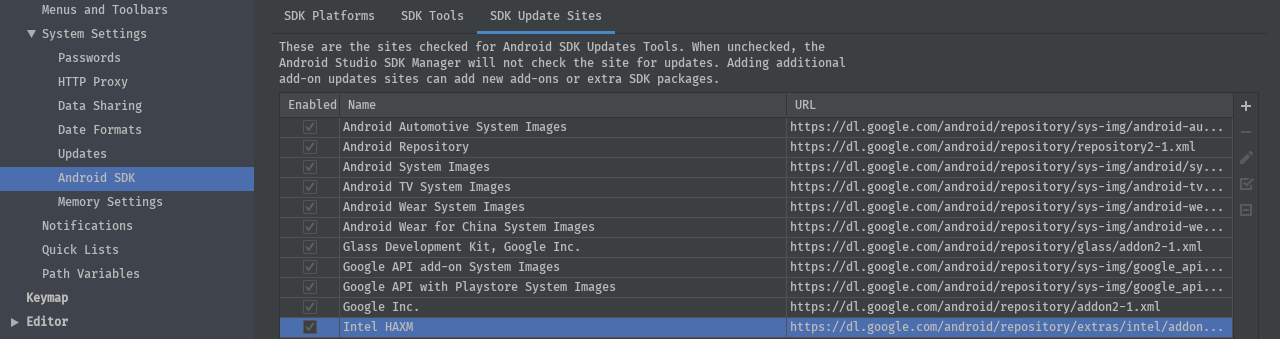 Menus and Toolbars
System Settings
Passwords
HTTP Proxy
Data Sharing
Date Formats
Updates
Android SDK
Memory Settings
Notifications
Quick Lists
Path Variables
Keymap
Editor
SDK Platforms SDK Tools SDK Update Sites
These are the sites checked for Android SDK Updates Tools. When unchecked, the
Android Studio SDK Manager will not check the site for updates. Adding additional
add-on updates sites can add new add-ons or extra SDK packages.
Enabled Name URL
Android Automotive System Images https://dl.google.com/android/repository/sys-img/android-au...
Android Repository https://dl.google.com/android/repository/repository2-1.xml
Android System Images https://dl.google.com/android/repository/sys-img/android/sy...
Android TV System Images https://dl.google.com/android/repository/sys-img/android-tv...
Android Wear System Images https://dl.google.com/android/repository/sys-img/android-we...
Android Wear for China System Images https://dl.google.com/android/repository/sys-img/android-we...
Glass Development Kit, Google Inc. https://dl.google.com/android/repository/glass/addon2-1.xml
Google API add-on System Images https://dl.google.com/android/repository/sys-img/google_api...
Google API with Playstore System Images https://dl.google.com/android/repository/sys-img/google_api...
Google Inc. https://dl.google.com/android/repository/addon2-1.xml
Intel HAXM https://dl.google.com/android/repository/extras/intel/addon...